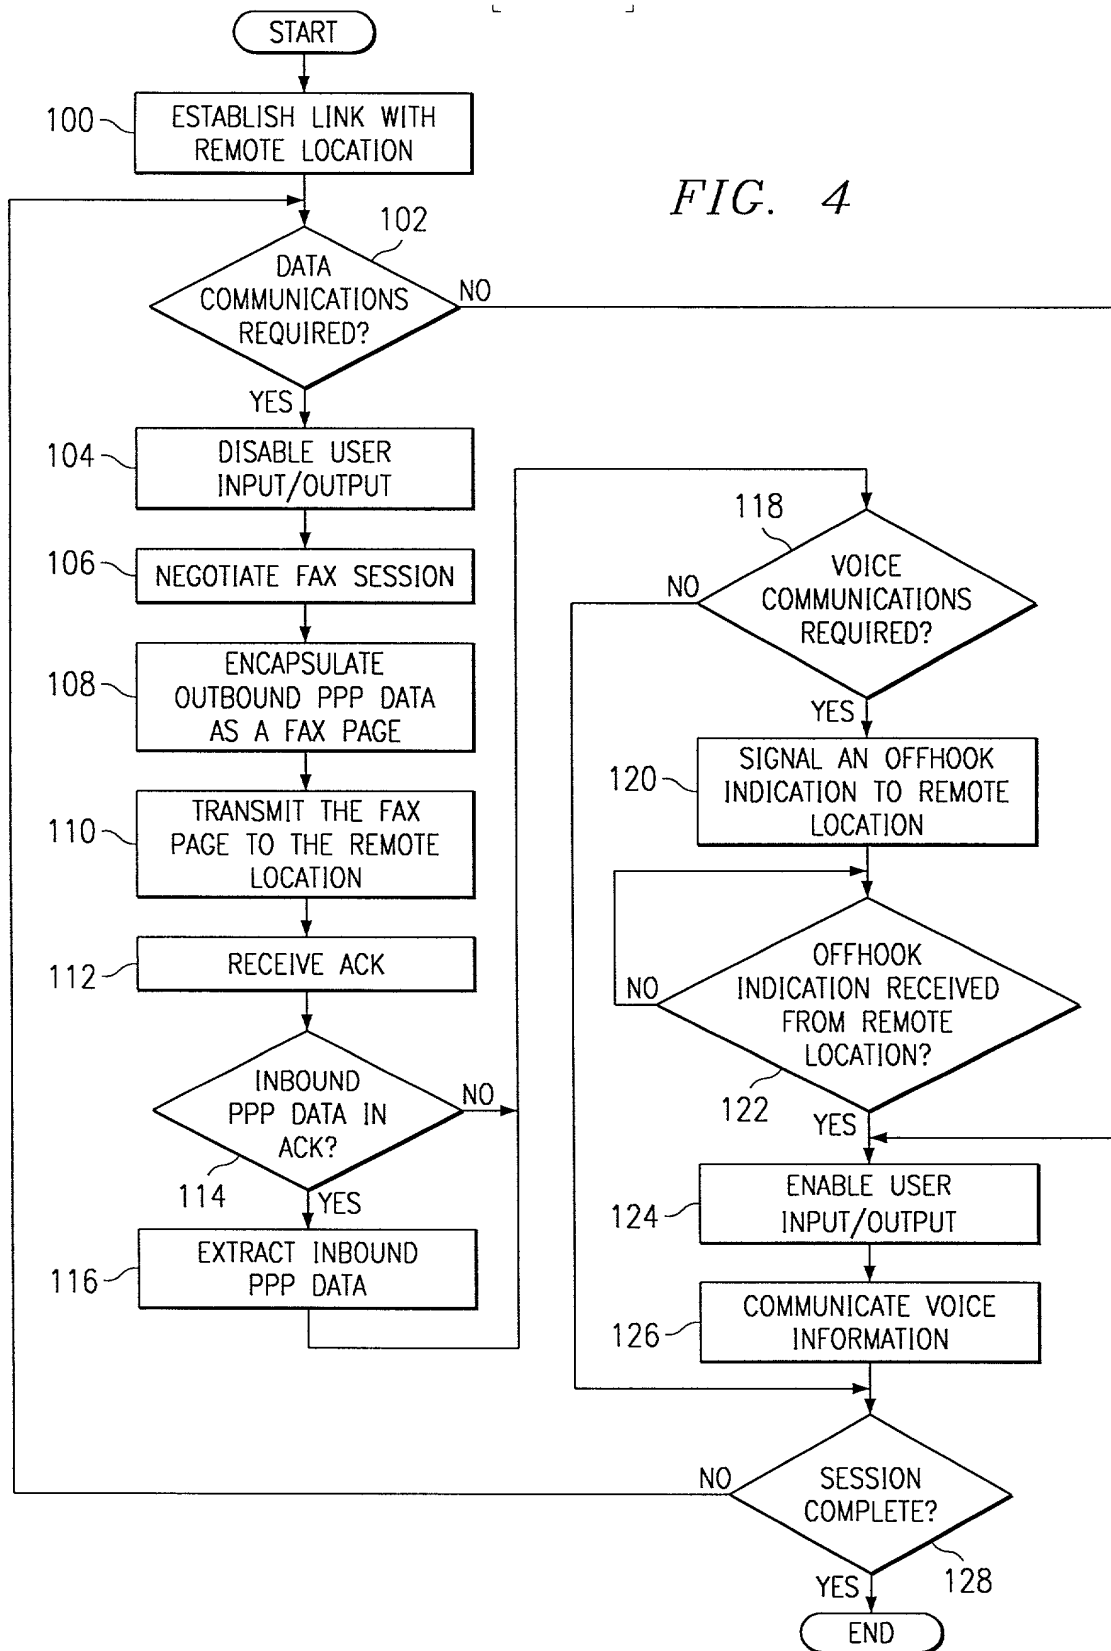 START
100
ESTABLISH LINK WITH
REMOTE LOCATION
FIG. 4
102
DATA
COMMUNICATIONS
REQUIRED?
NO
YES
104
DISABLE USER
INPUT/OUTPUT
106
NEGOTIATE FAX SESSION
108
ENCAPSULATE
OUTBOUND PPP DATA
AS A FAX PAGE
110
TRANSMIT THE FAX
PAGE TO THE REMOTE
LOCATION
112
RECEIVE ACK
INBOUND
PPP DATA IN
ACK?
NO
114
YES
116
EXTRACT INBOUND
PPP DATA
118
NO
VOICE
COMMUNICATIONS
REQUIRED?
YES
120
SIGNAL AN OFFHOOK
INDICATION TO REMOTE
LOCATION
OFFHOOK
INDICATION RECEIVED
FROM REMOTE
LOCATION?
NO
122
YES
124
ENABLE USER
INPUT/OUTPUT
126
COMMUNICATE VOICE
INFORMATION
NO
SESSION
COMPLETE?
128
YES
END